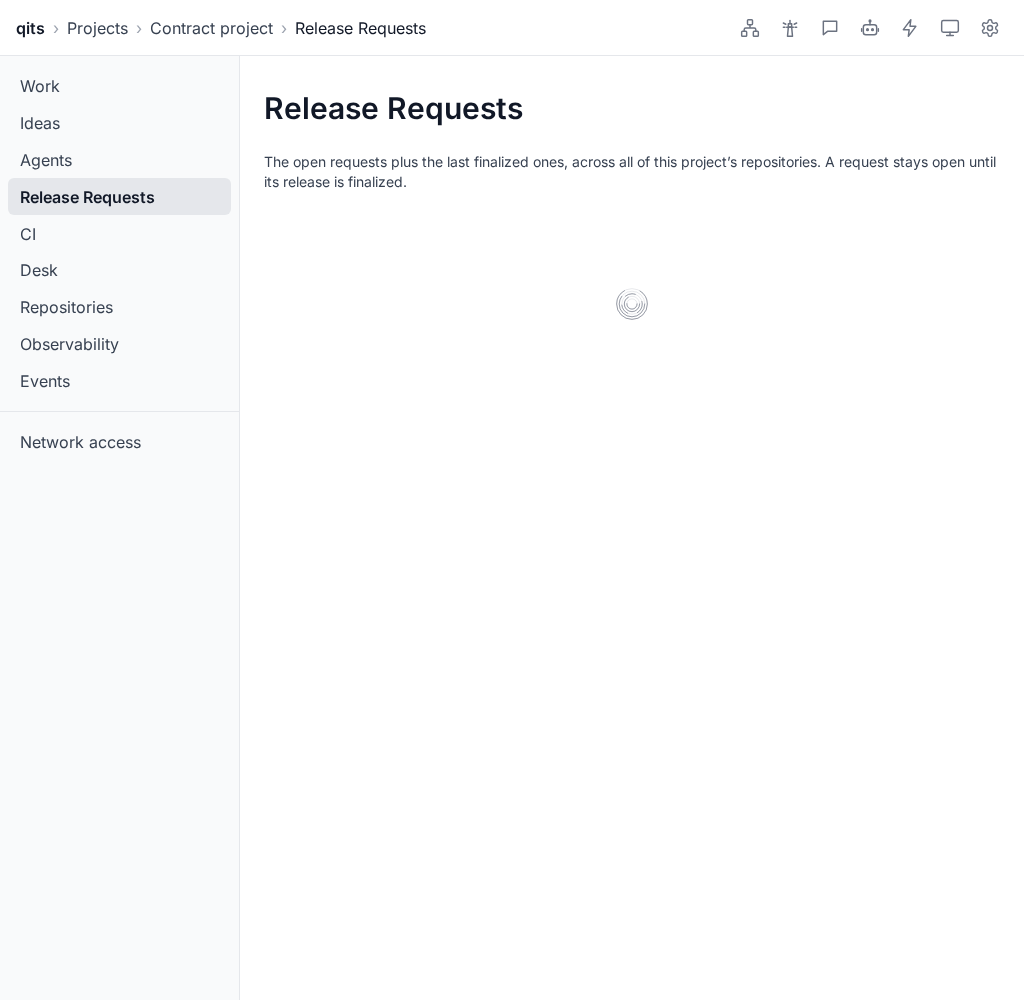 qits › Projects › Contract project › Release Requests
Work
Ideas
Agents
Release Requests
CI
Desk
Repositories
Observability
Events
Network access
Release Requests
The open requests plus the last finalized ones, across all of this project’s repositories. A request stays open until
its release is finalized.